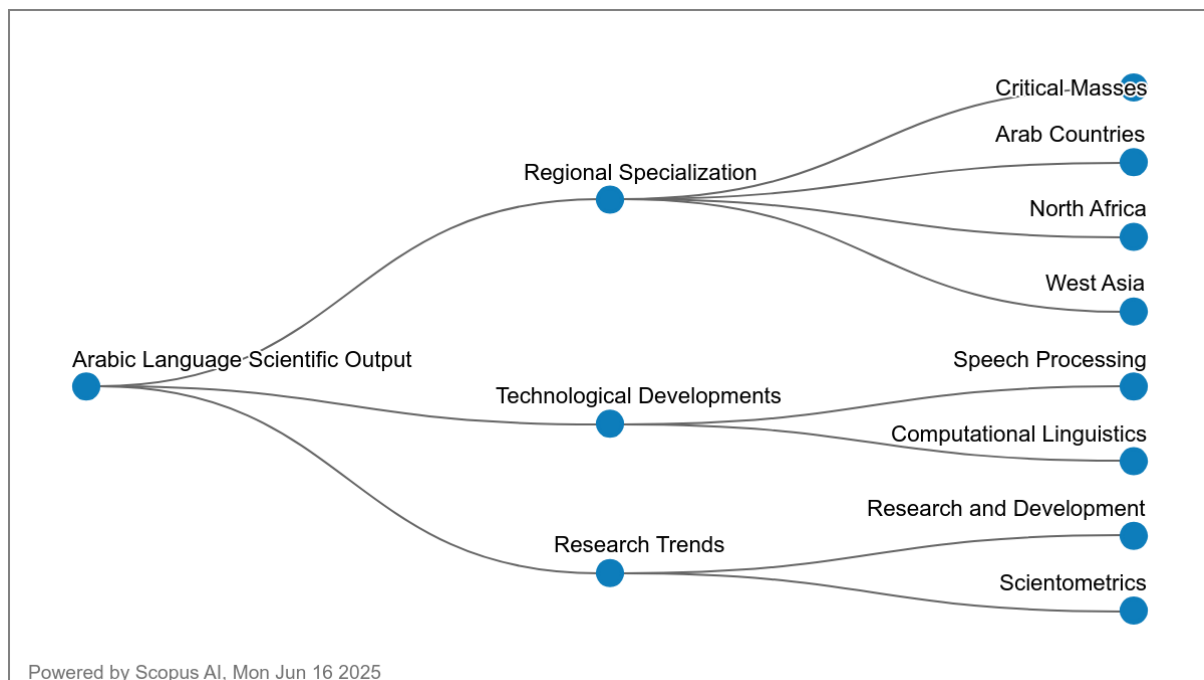 Critical-Masses
Arab Countries
Regional Specialization
North Africa
West Asia
Arabic Language Scientific Output
Speech Processing
Technological Developments
Computational Linguistics
Research and Development
Research Trends
Scientometrics
Powered by Scopus AI, Mon Jun 16 2025